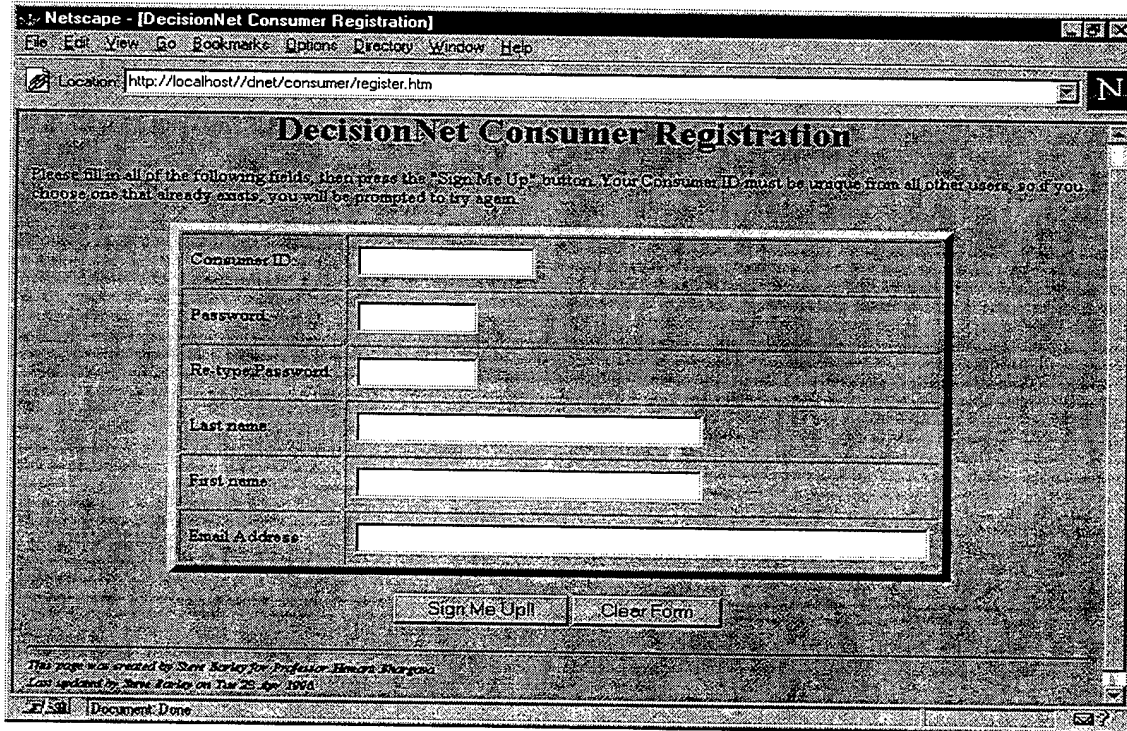 Netscape - [DecisionNet Consumer Registration]
File Edit View Go Bookmarks Options Directory Window Help
Location: http://localhost//dnet/consumer/register.htm
N
DecisionNet Consumer Registration
Please fill in all of the following fields, then press the "Sign Me Up" button. Your Consumer ID must be unique from all other users, so if you
choose one that already exists, you will be prompted to try again.
Consumer ID:
Password:
Re-type Password:
Last name:
First name:
Email Address:
Sign Me Up!! Clear Form
This page was created by Steve Barley for Professor Hemant Bhargava.
Last updated by Steve Barley on Tue 23 Apr 1996
Document: Done